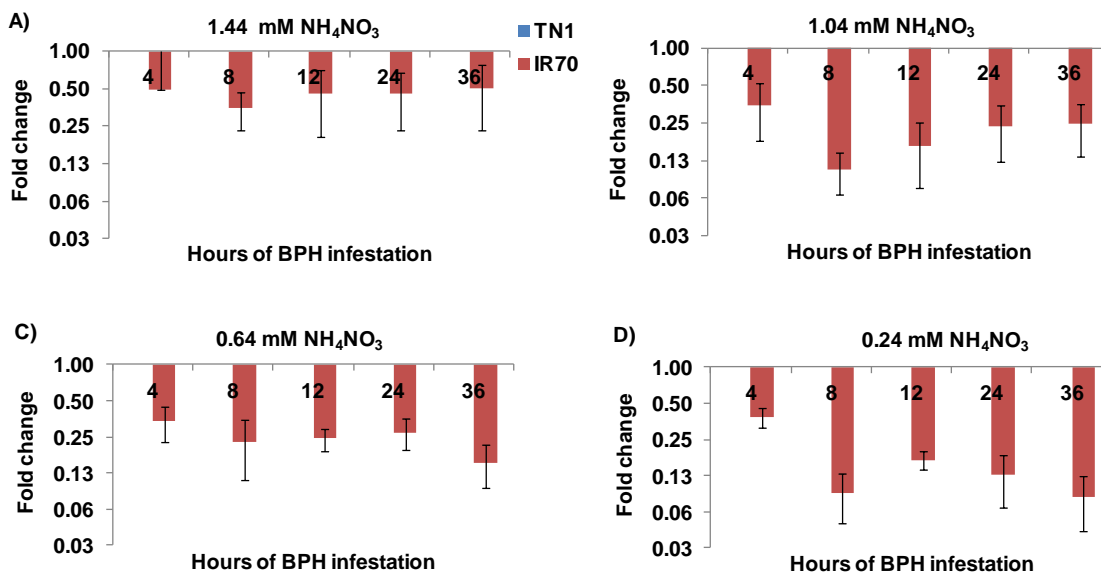 A)
1.44 mM NH₄NO₃
TN1
IR70
1.00
0.50
0.25
0.13
0.06
0.03
4 8 12 24 36
Fold change
Hours of BPH infestation
1.04 mM NH₄NO₃
1.00
0.50
0.25
0.13
0.06
0.03
4 8 12 24 36
Fold change
Hours of BPH infestation
C)
0.64 mM NH₄NO₃
1.00
0.50
0.25
0.13
0.06
0.03
4 8 12 24 36
Fold change
Hours of BPH infestation
D)
0.24 mM NH₄NO₃
1.00
0.50
0.25
0.13
0.06
0.03
4 8 12 24 36
Fold change
Hours of BPH infestation